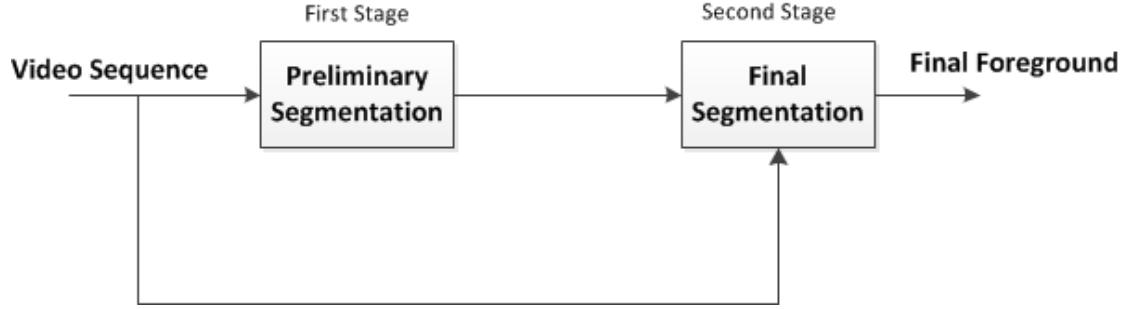 First Stage
Second Stage
Video Sequence
Preliminary
Segmentation
Final
Segmentation
Final Foreground